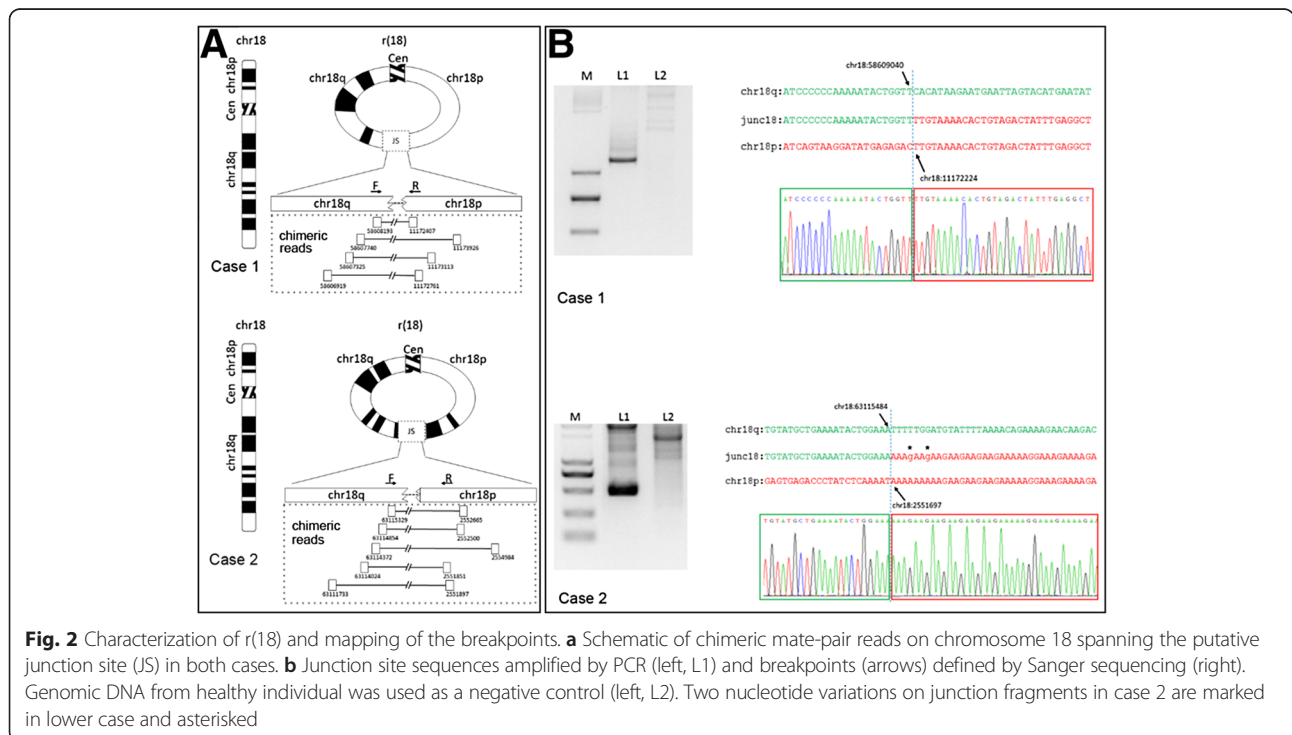 A
chr18
r(18)
Cen
chr18q
chr18p
chr18p
Cen
chr18q
JS
F
R
chr18q
chr18p
chimeric
reads
58608193
11172407
58607740
11173926
58607325
11173113
58606919
11172761
Case 1
chr18
r(18)
Cen
chr18q
chr18p
chr18p
Cen
chr18q
JS
F
R
chr18q
chr18p
chimeric
reads
63115329
2552665
63114854
2552500
63114372
2554984
63114024
2551851
63111733
2551897
Case 2
B
M L1 L2
Case 1
chr18:58609040
chr18q:ATCCCCCCAAAAATACTGGTTCACATAAGAATGAATTAGTACATGAATAT
junc18:ATCCCCCCAAAAATACTGGTTTTGTAAAACACTGTAGACTATTTGAGGCT
chr18p:ATCAGTAAGGATATGAGAGACTTGTAAAACACTGTAGACTATTTGAGGCT
chr18:11172224
ATCCCCCCAAAAATACTGGTTTTGTAAAACACTGTAGACTATTTGAGGCT
M L1 L2
Case 2
chr18:63115484
chr18q:TGTATGCTGAAAATACTGGAAATTTTTGGATGTATTTTAAAACAGAAAAGAACAAGAC
* *
junc18:TGTATGCTGAAAATACTGGAAAAAAgAAgAAGAAGAAGAAGAAAAAGGAAAGAAAAGA
chr18p:GAGTGAGACCCTATCTCAAAATAAAAAAAAAGAAGAAGAAGAAAAAGGAAAGAAAAGA
chr18:2551697
Fig. 2 Characterization of r(18) and mapping of the breakpoints. a Schematic of chimeric mate-pair reads on chromosome 18 spanning the putative
junction site (JS) in both cases. b Junction site sequences amplified by PCR (left, L1) and breakpoints (arrows) defined by Sanger sequencing (right).
Genomic DNA from healthy individual was used as a negative control (left, L2). Two nucleotide variations on junction fragments in case 2 are marked
in lower case and asterisked